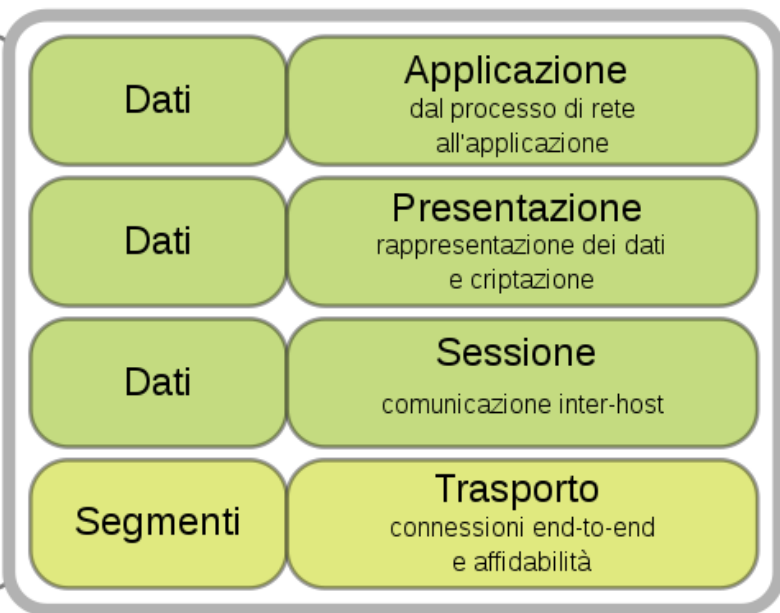 Dati
Applicazione
dal processo di rete
all'applicazione
Dati
Presentazione
rappresentazione dei dati
e criptazione
Dati
Sessione
comunicazione inter-host
Segmenti
Trasporto
connessioni end-to-end
e affidabilità